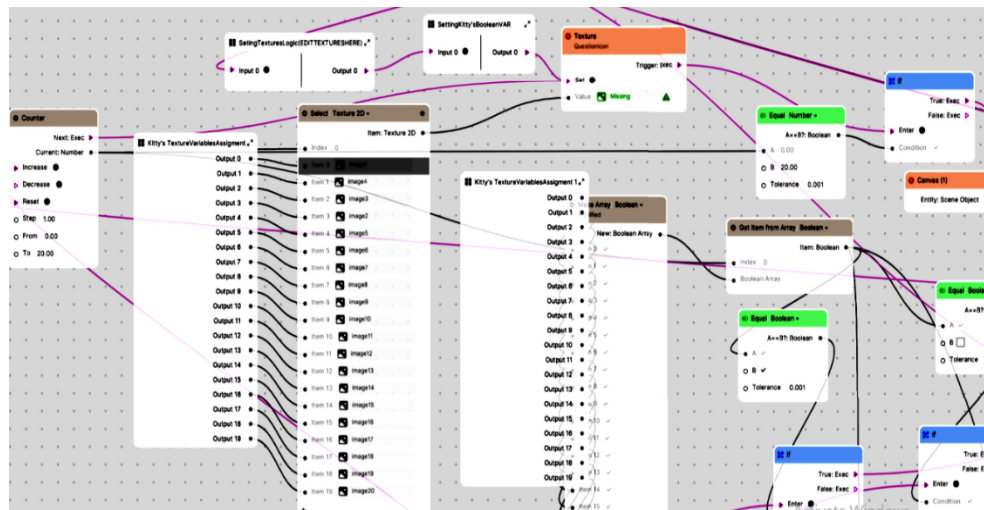 SetingTexturesLogic(EDITTEXTURESHERE)
Input 0
Output 0
SetingKitty'sBooleanVAR
Input 0
Output 0
Texture
QuestionIcon
Trigger: Exec
Set
Value
Missing
If
True: Exec
False: Exec
Enter
Condition
Counter
Next: Exec
Current: Number
Increase
Decrease
Reset
Step 1.00
From 0.00
To 20.00
Kitty's TextureVariablesAssigment
Output 0
Output 1
Output 2
Output 3
Output 4
Output 5
Output 6
Output 7
Output 8
Output 9
Output 10
Output 11
Output 12
Output 13
Output 14
Output 15
Output 16
Output 17
Output 18
Output 19
Select Texture 2D
Item: Texture 2D
Index 0
Item 1 image4
Item 2 image3
Item 3 image2
Item 4 image5
Item 5 image6
Item 6 image7
Item 7 image8
Item 8 image9
Item 9 image10
Item 10 image11
Item 11 image12
Item 12 image13
Item 13 image14
Item 14 image15
Item 15 image16
Item 16 image17
Item 17 image18
Item 18 image19
Item 19 image20
Kitty's TextureVariablesAssigment 1
Output 0
Output 1
Output 2
Output 3
Output 4
Output 5
Output 6
Output 7
Output 8
Output 9
Output 10
Output 11
Output 12
Output 13
Output 14
Output 15
Output 16
Output 17
Output 18
Output 19
Array Boolean
New: Boolean Array
Item 14
Item 15
Equal Number
A==B?: Boolean
A 0.00
B 20.00
Tolerance 0.001
Canvas (1)
Entity: Scene Object
Get Item from Array Boolean
Item: Boolean
Index 0
Boolean Array
Equal Boolean
A==B?: Boolean
A
B
Tolerance 0.001
Equal
A==B?:
A
B
Tolerance
If
True: Exec
False: Exec
Enter
If
True:
False:
Enter
Condition